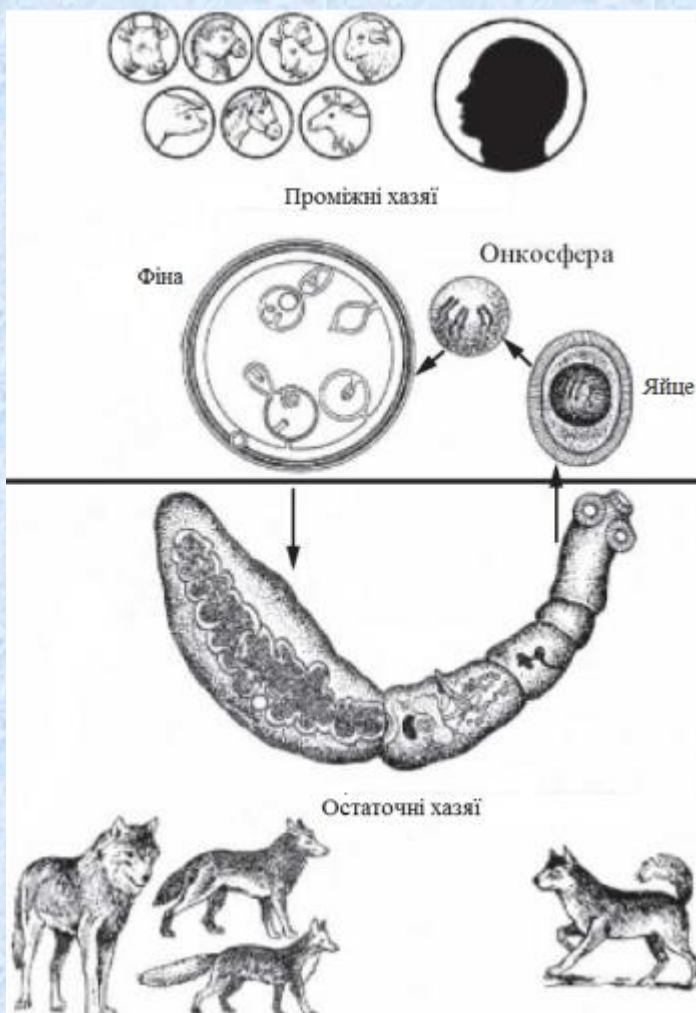 Проміжні хазяї
Онкосфера
Фіна
Яйце
Остаточні хазяї